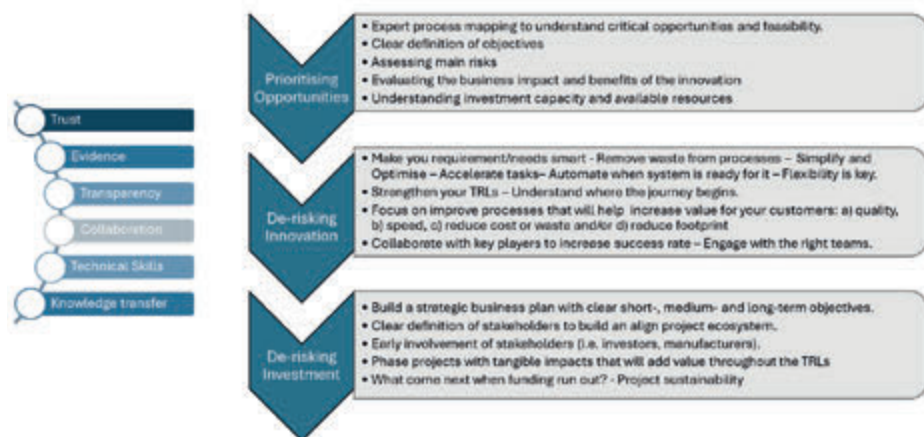 Trust
Evidence
Transparency
Collaboration
Technical Skills
Knowledge transfer
Prioritising
Opportunities
• Expert process mapping to understand critical opportunities and feasibility.
• Clear definition of objectives
• Assessing main risks
• Evaluating the business impact and benefits of the innovation
• Understanding investment capacity and available resources
De-risking
Innovation
• Make you requirement/needs smart - Remove waste from processes – Simplify and
Optimise – Accelerate tasks– Automate when system is ready for it – Flexibility is key.
• Strengthen your TRLs – Understand where the journey begins.
• Focus on improve processes that will help increase value for your customers: a) quality,
b) speed, c) reduce cost or waste and/or d) reduce footprint
• Collaborate with key players to increase success rate – Engage with the right teams.
De-risking
Investment
• Build a strategic business plan with clear short-, medium- and long-term objectives.
• Clear definition of stakeholders to build an align project ecosystem.
• Early involvement of stakeholders (i.e. investors, manufacturers).
• Phase projects with tangible impacts that will add value throughout the TRLs
• What come next when funding run out? - Project sustainability